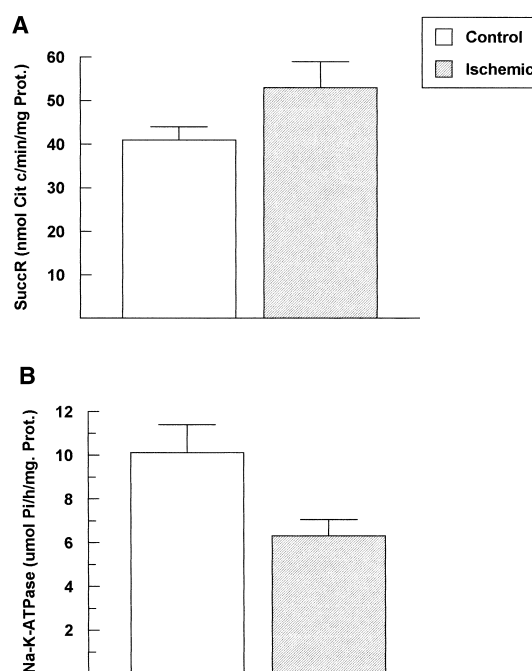 A
Control
Ischemic
SuccR (nmol Cit c/min/mg Prot.)
60
50
40
30
20
10
B
Na-K-ATPase (umol Pi/h/mg. Prot.)
12
10
8
6
4
2